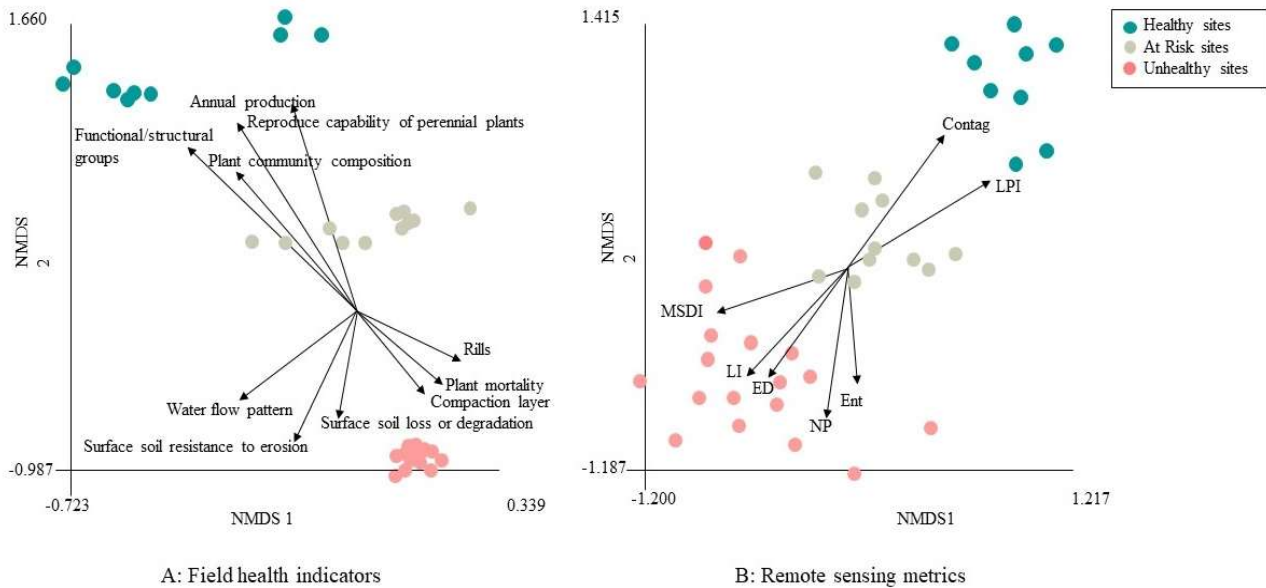 1.660
Annual production
Reproduce capability of perennial plants
Functional/structural
groups
Plant community composition
NMDS
2
Rills
Plant mortality
Compaction layer
Water flow pattern
Surface soil loss or degradation
Surface soil resistance to erosion
-0.987
-0.723
0.339
NMDS 1
A: Field health indicators
1.415
Contag
LPI
NMDS
2
MSDI
LI
ED
Ent
NP
-1.187
-1.200
1.217
NMDS1
B: Remote sensing metrics
Healthy sites
At Risk sites
Unhealthy sites